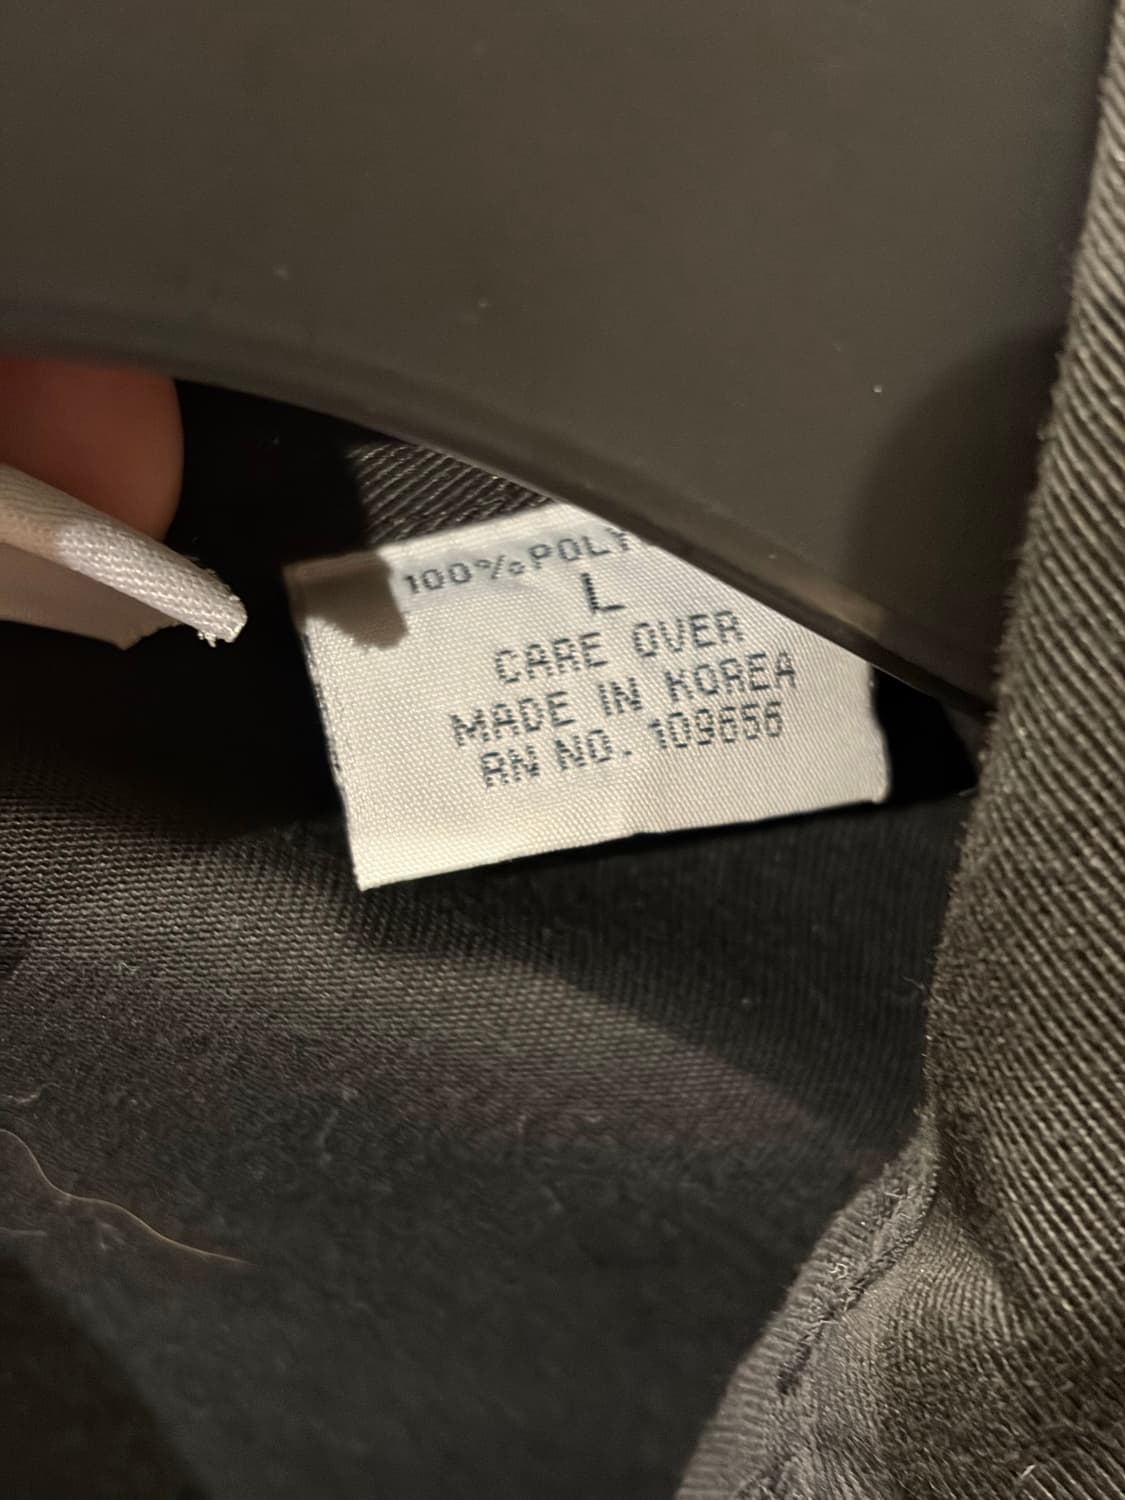 100%POLY
L
CARE OVER
MADE IN KOREA
RN NO. 109656